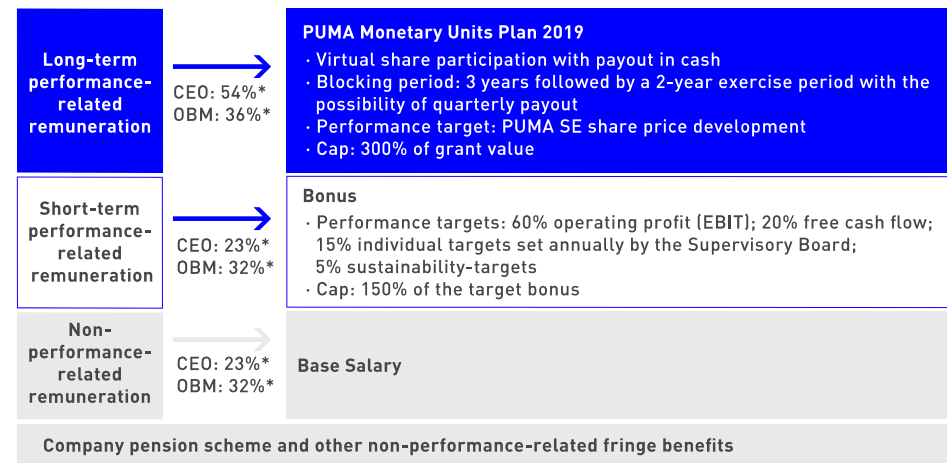 Long-term
performance-
related
remuneration
CEO: 54%*
OBM: 36%*
PUMA Monetary Units Plan 2019
· Virtual share participation with payout in cash
· Blocking period: 3 years followed by a 2-year exercise period with the
possibility of quarterly payout
· Performance target: PUMA SE share price development
· Cap: 300% of grant value
Short-term
performance-
related
remuneration
CEO: 23%*
OBM: 32%*
Bonus
· Performance targets: 60% operating profit (EBIT); 20% free cash flow;
15% individual targets set annually by the Supervisory Board;
5% sustainability-targets
· Cap: 150% of the target bonus
Non-
performance-
related
remuneration
CEO: 23%*
OBM: 32%*
Base Salary
Company pension scheme and other non-performance-related fringe benefits